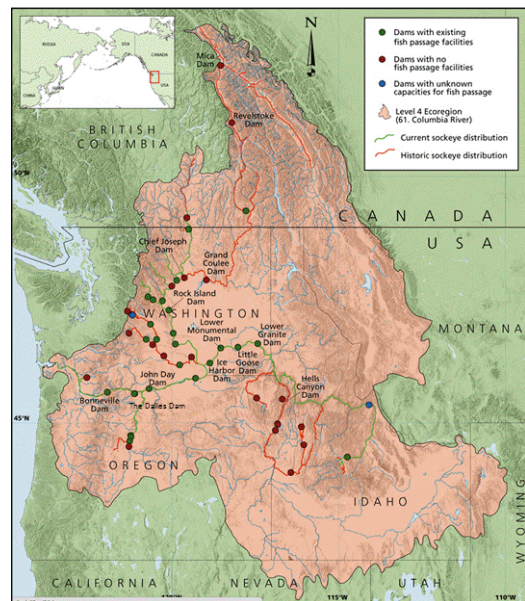 RUSSIA
USA
CANADA
CHINA
USA
Dams with existing
fish passage facilities
Dams with no
fish passage facilities
Dams with unknown
capacities for fish passage
Level 4 Ecoregion
(61. Columbia River)
Current sockeye distribution
Historic sockeye distribution
N
Mica
Dam
BRITISH
COLUMBIA
Revelstoke
Dam
50°N
CANADA
USA
Chief Joseph
Dam
Grand
Coulee
Dam
Rock Island
Dam
WASHINGTON
MONTANA
Lower
Monumental
Dam
Lower
Granite
Dam
Little
Goose
Dam
Ice
Harbor
Dam
John Day
Dam
Hells
Canyon
Dam
Bonneville
Dam
The Dalles Dam
45°N
OREGON
IDAHO
WYOMING
CALIFORNIA
NEVADA
UTAH
120°W
115°W
110°W